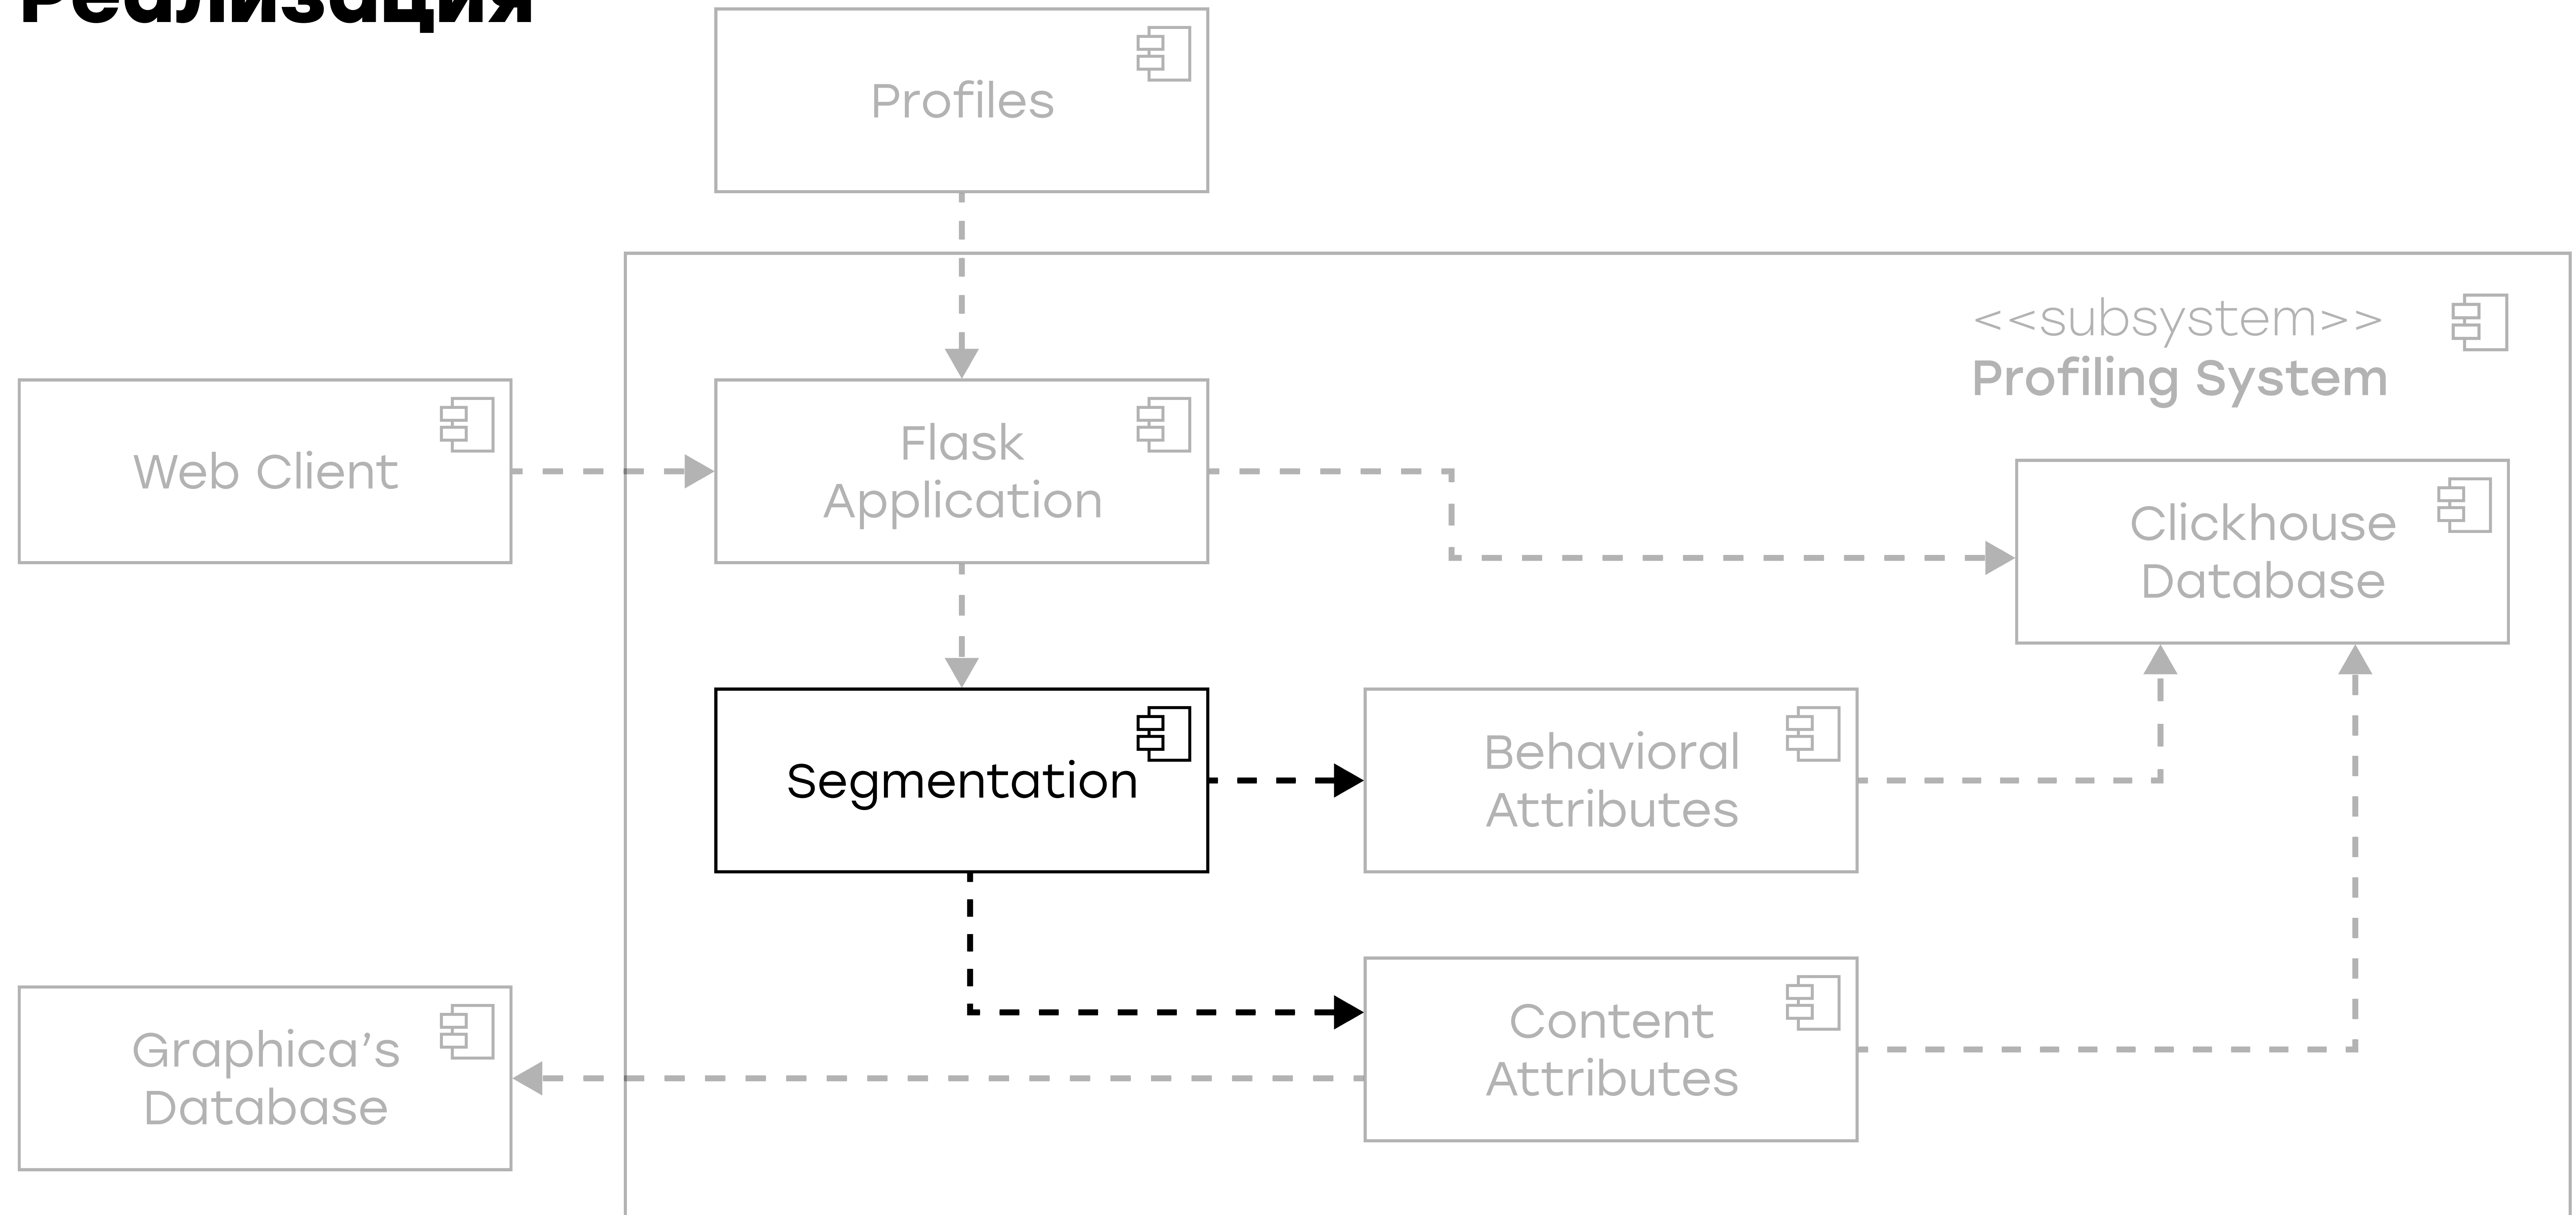 Реализация
Profiles
<<subsystem>>
Profiling System
Web Client
Flask
Application
Clickhouse
Database
Segmentation
Behavioral
Attributes
Graphica’s
Database
Content
Attributes